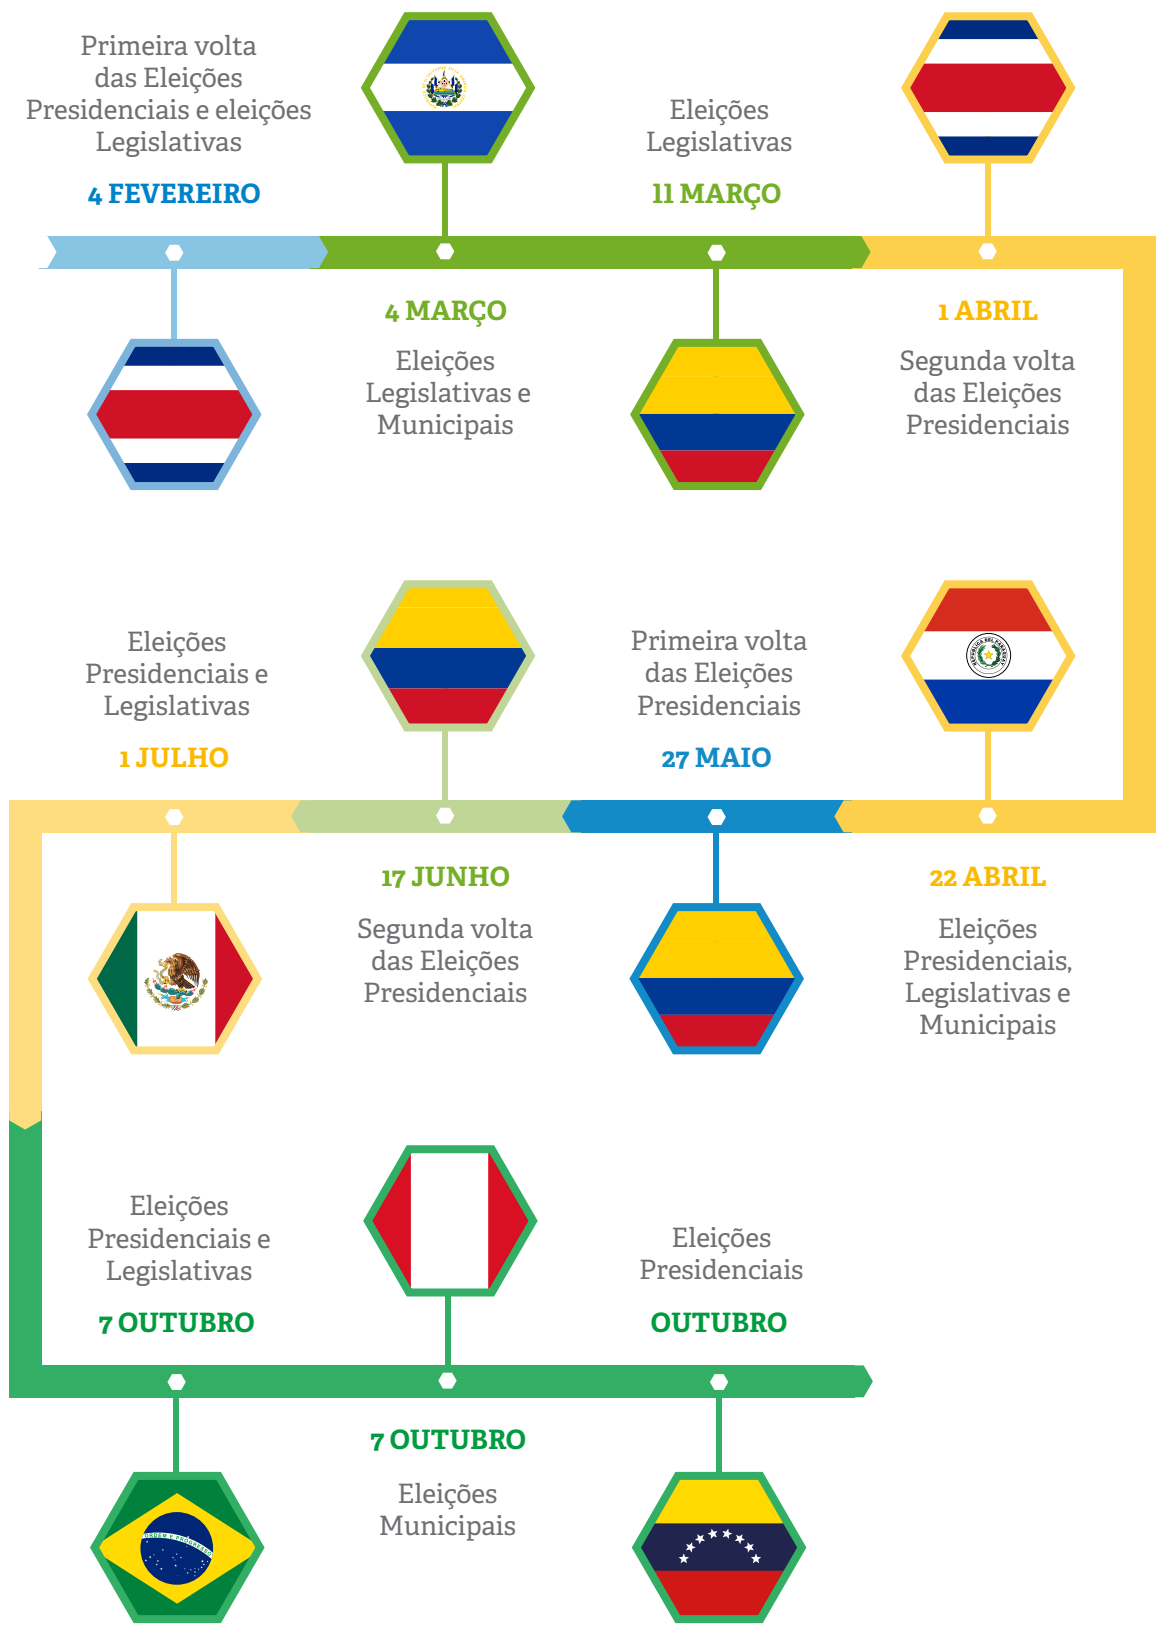 Primeira volta
das Eleições
Presidenciais e eleições
Legislativas
4 FEVEREIRO
4 MARÇO
Eleições
Legislativas e
Municipais
Eleições
Legislativas
11 MARÇO
1 ABRIL
Segunda volta
das Eleições
Presidenciais
22 ABRIL
Eleições
Presidenciais,
Legislativas e
Municipais
Primeira volta
das Eleições
Presidenciais
27 MAIO
17 JUNHO
Segunda volta
das Eleições
Presidenciais
Eleições
Presidenciais e
Legislativas
1 JULHO
Eleições
Presidenciais e
Legislativas
7 OUTUBRO
ORDEM E PROGRESSO
7 OUTUBRO
Eleições
Municipais
Eleições
Presidenciais
OUTUBRO